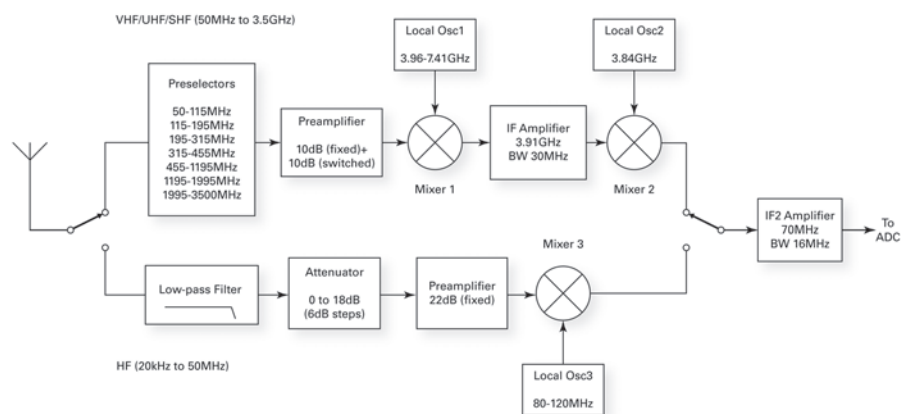 VHF/UHF/SHF (50MHz to 3.5GHz)
Local Osc1
3.96-7.41GHz
Local Osc2
3.84GHz
Preselectors
50-115MHz
115-195MHz
195-315MHz
315-455MHz
455-1195MHz
1195-1995MHz
1995-3500MHz
Preamplifier
10dB (fixed)+
10dB (switched)
Mixer 1
IF Amplifier
3.91GHz
BW 30MHz
Mixer 2
IF2 Amplifier
70MHz
BW 16MHz
To
ADC
Low-pass Filter
Attenuator
0 to 18dB
(6dB steps)
Preamplifier
22dB (fixed)
Mixer 3
Local Osc3
80-120MHz
HF (20kHz to 50MHz)